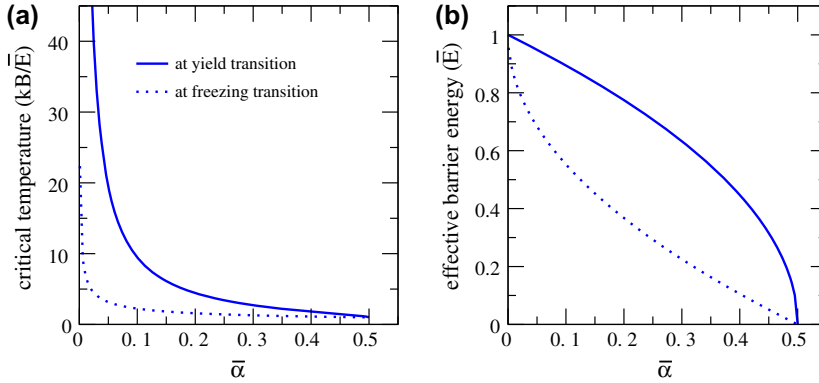 (a)
critical temperature (kB/E̅)
40
30
20
10
0
at yield transition
at freezing transition
0
0. 1
0. 2
0.3
0.4
0.5
α̅
(b)
effective barrier energy (E̅)
1
0.8
0.6
0.4
0.2
0
0
0. 1
0. 2
0. 3
0.4
0.5
α̅